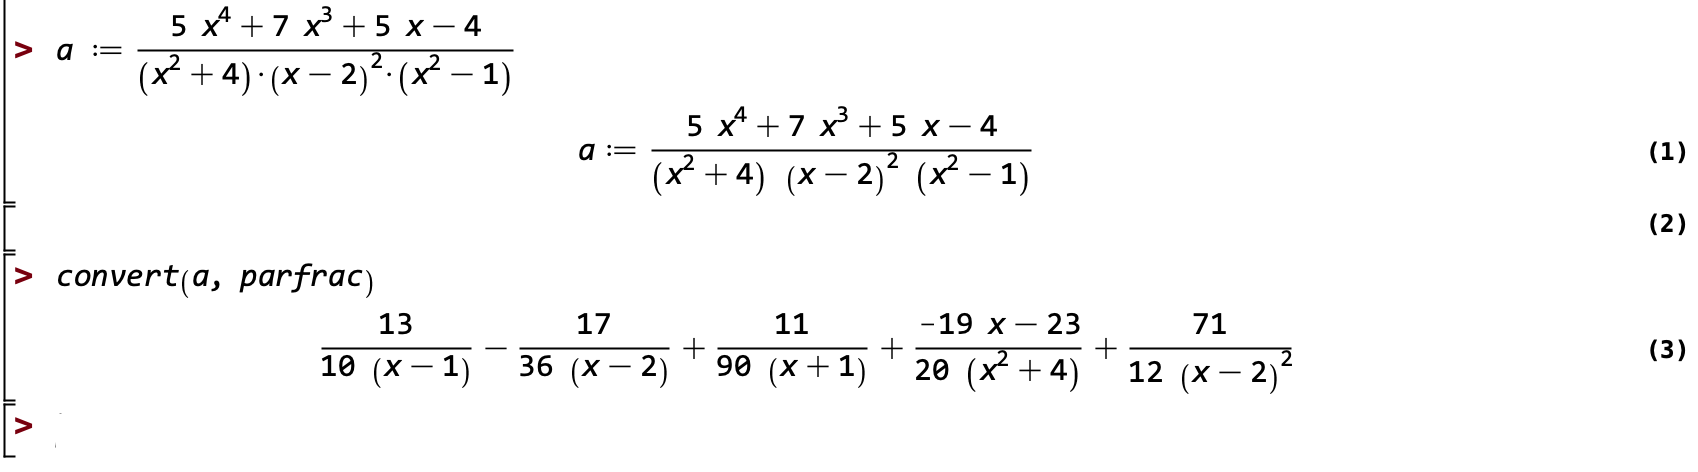 > a := (5 x^4 + 7 x^3 + 5 x − 4)/((x^2 + 4)·(x − 2)^2·(x^2 − 1))
a := (5 x^4 + 7 x^3 + 5 x − 4)/((x^2 + 4) (x − 2)^2 (x^2 − 1)) (1)
(2)
> convert(a, parfrac)
13/(10 (x − 1)) − 17/(36 (x − 2)) + 11/(90 (x + 1)) + (-19 x − 23)/(20 (x^2 + 4)) + 71/(12 (x − 2)^2) (3)
>